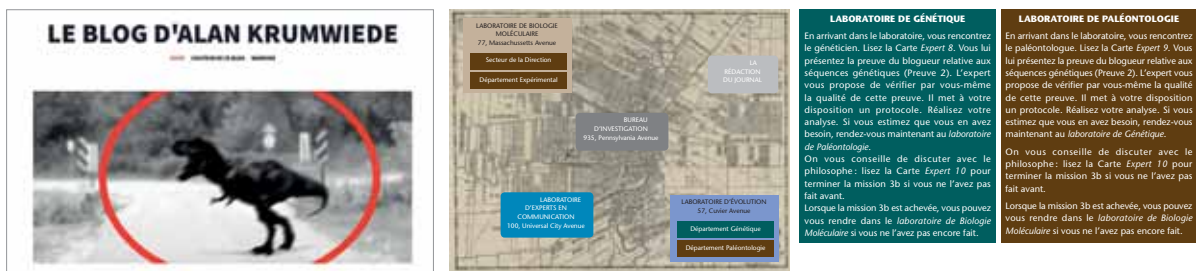 LE BLOG D'ALAN KRUMWIEDE
LABORATOIRE DE BIOLOGIE
MOLÉCULAIRE
77, Massachussetts Avenue
Secteur de la Direction
Département Expérimental
LA
RÉDACTION
DU JOURNAL
BUREAU
D'INVESTIGATION
935, Pennsylvania Avenue
LABORATOIRE
D'EXPERTS EN
COMMUNICATION
100, Universal City Avenue
LABORATOIRE D'ÉVOLUTION
57, Cuvier Avenue
Département Génétique
Département Paléontologie
LABORATOIRE DE GÉNÉTIQUE
En arrivant dans le laboratoire, vous rencontrez
le généticien. Lisez la Carte Expert 8. Vous lui
présentez la preuve du blogueur relative aux
séquences génétiques (Preuve 2). L'expert
vous propose de vérifier par vous-même
la qualité de cette preuve. Il met à votre
disposition un protocole. Réalisez votre
analyse. Si vous estimez que vous en avez
besoin, rendez-vous maintenant au laboratoire
de Paléontologie.
On vous conseille de discuter avec le
philosophe : lisez la Carte Expert 10 pour
terminer la mission 3b si vous ne l'avez pas
fait avant.
Lorsque la mission 3b est achevée, vous pouvez
vous rendre dans le laboratoire de Biologie
Moléculaire si vous ne l'avez pas encore fait.
LABORATOIRE DE PALÉONTOLOGIE
En arrivant dans le laboratoire, vous rencontrez
le paléontologue. Lisez la Carte Expert 9. Vous
lui présentez la preuve du blogueur relative aux
séquences génétiques (Preuve 2). L'expert vous
propose de vérifier par vous-même la qualité
de cette preuve. Il met à votre disposition
un protocole. Réalisez votre analyse. Si vous
estimez que vous en avez besoin, rendez-vous
maintenant au laboratoire de Génétique.
On vous conseille de discuter avec le
philosophe : lisez la Carte Expert 10 pour
terminer la mission 3b si vous ne l'avez pas
fait avant.
Lorsque la mission 3b est achevée, vous pouvez
vous rendre dans le laboratoire de Biologie
Moléculaire si vous ne l'avez pas encore fait.